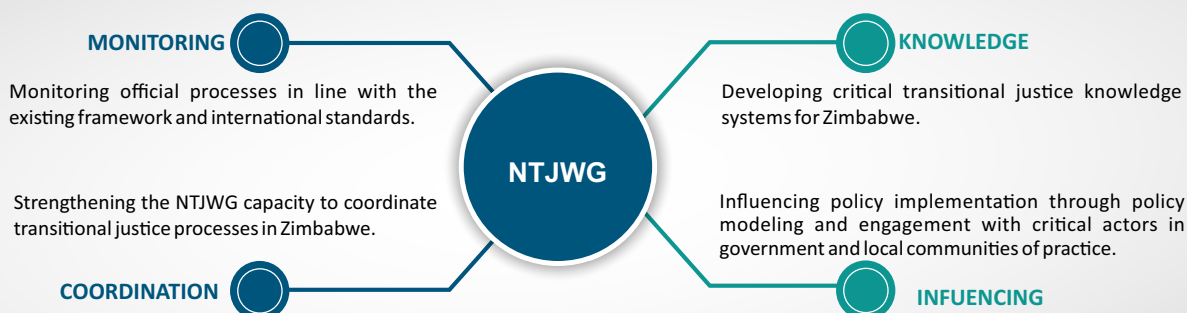 MONITORING
Monitoring official processes in line with the
existing framework and international standards.
Strengthening the NTJWG capacity to coordinate
transitional justice processes in Zimbabwe.
COORDINATION
NTJWG
KNOWLEDGE
Developing critical transitional justice knowledge
systems for Zimbabwe.
Influencing policy implementation through policy
modeling and engagement with critical actors in
government and local communities of practice.
INFUENCING